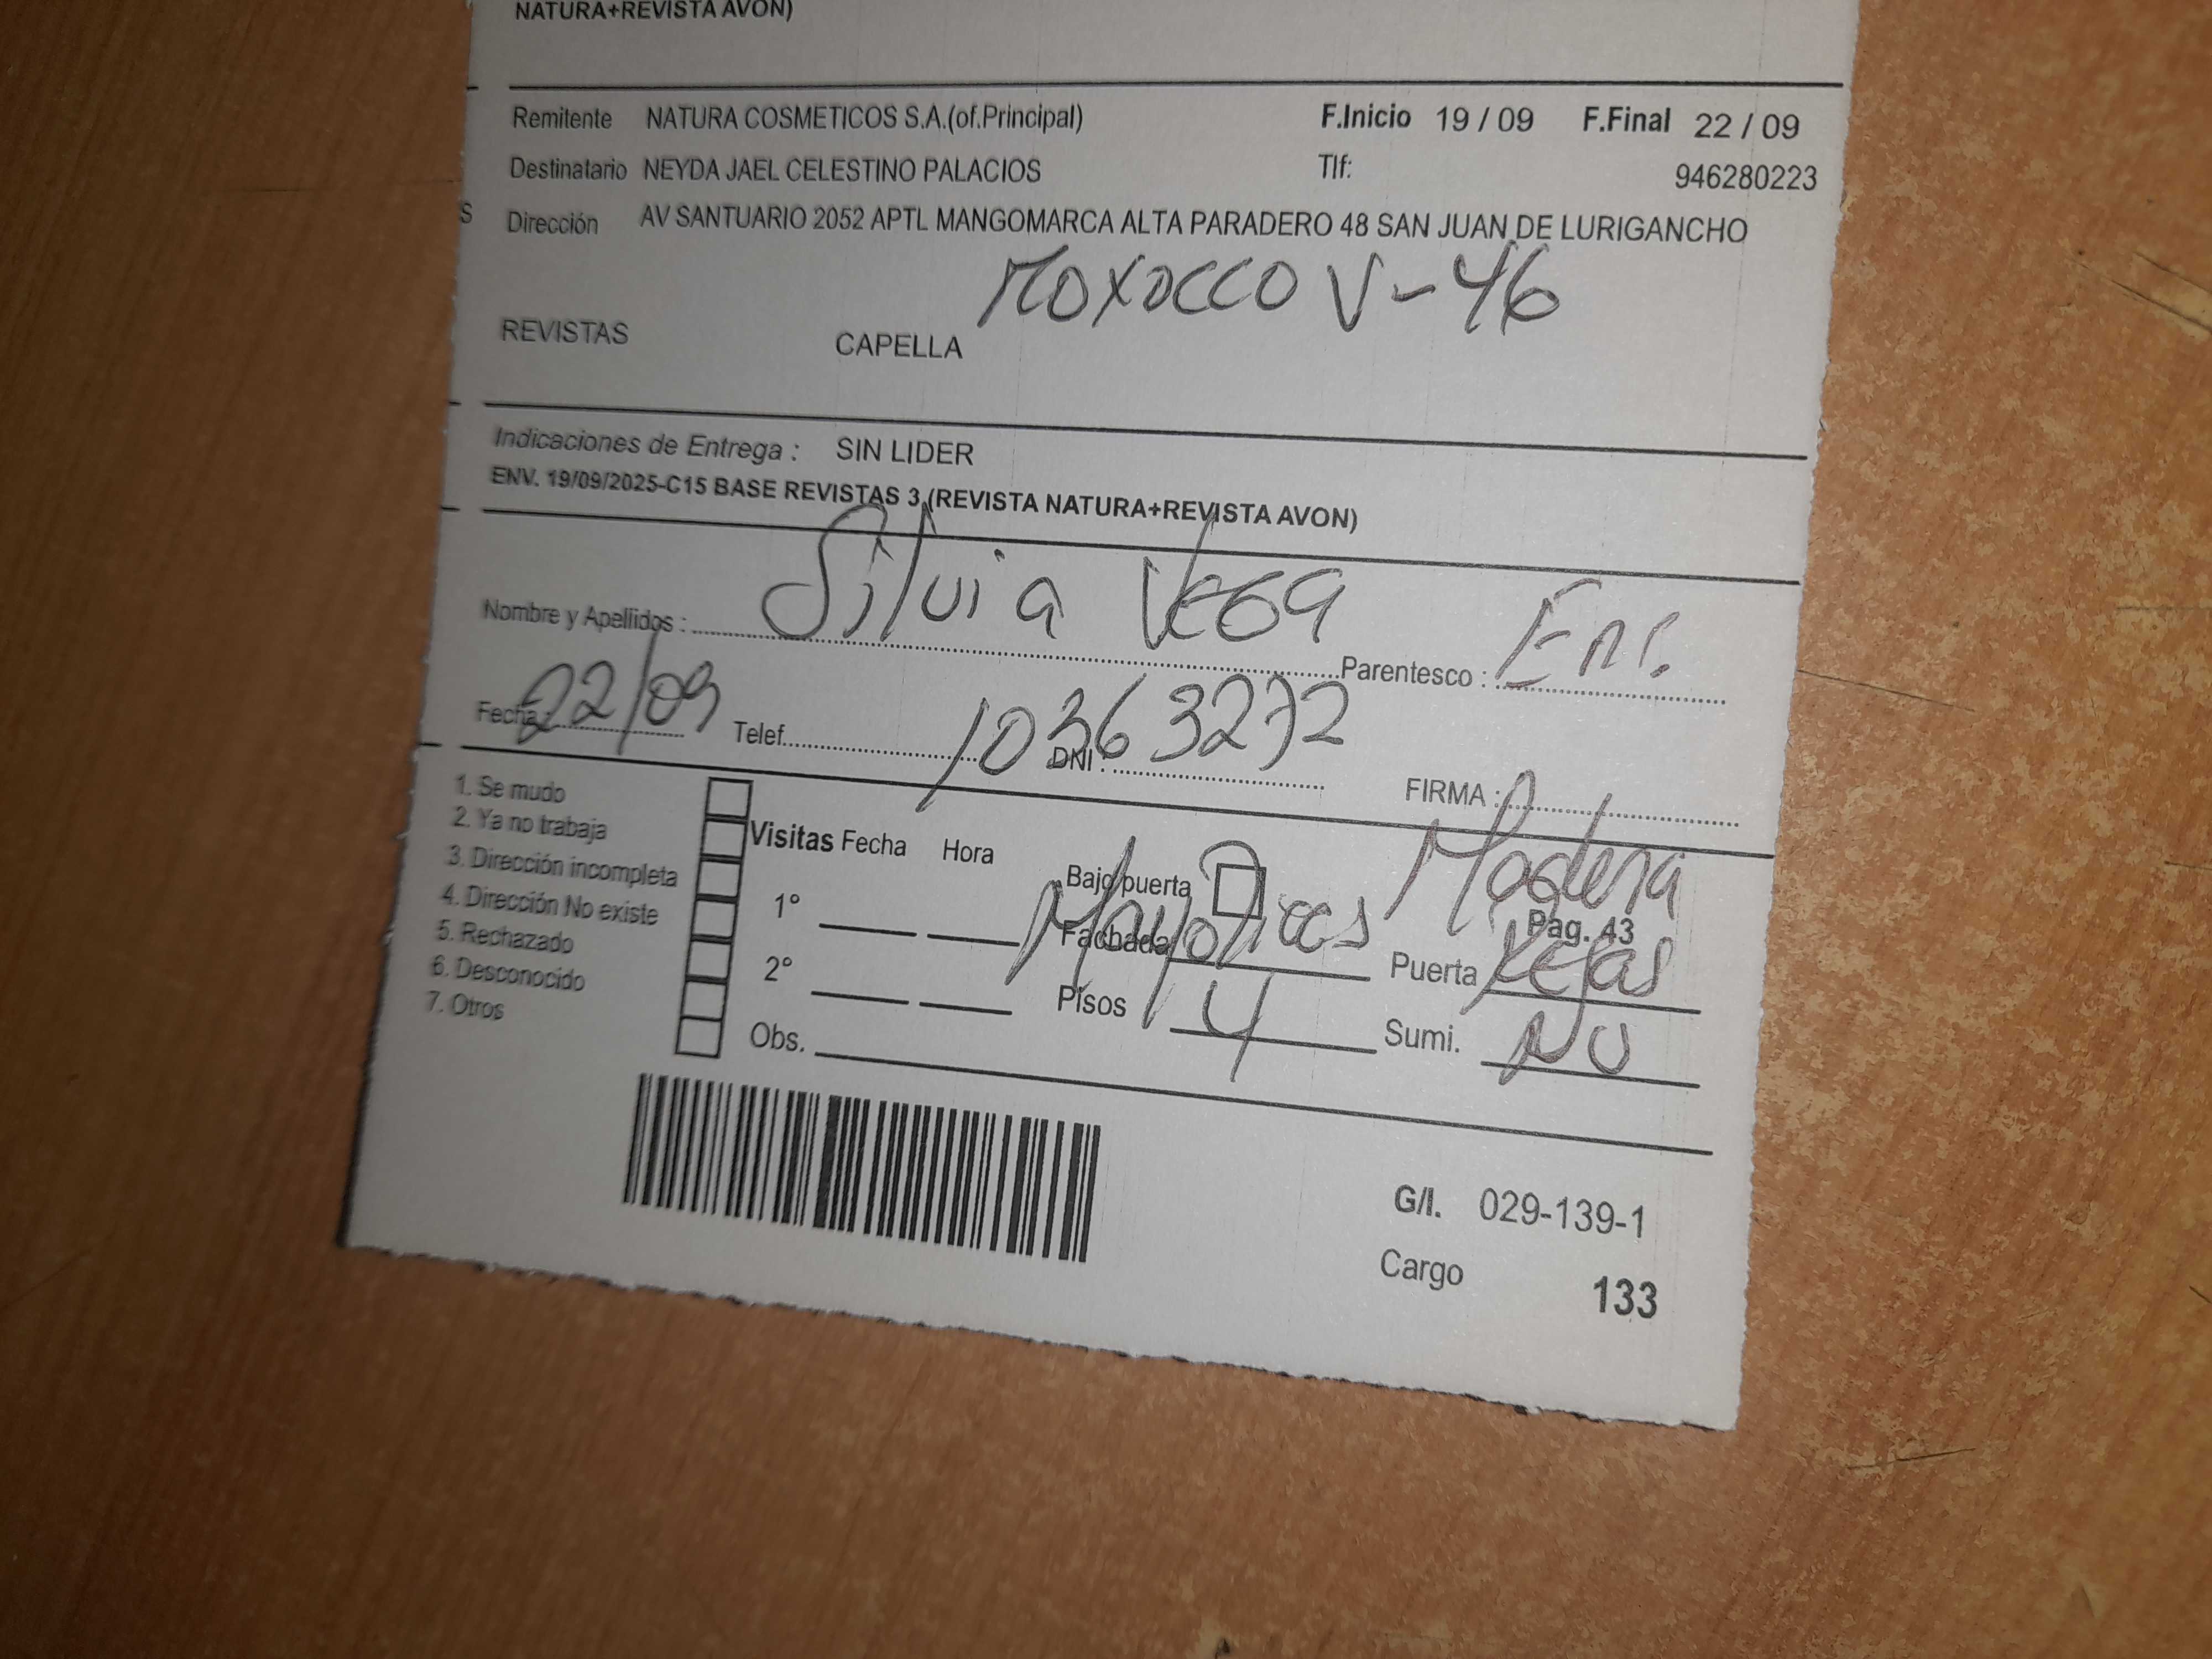 NATURA+REVISTA AVON)
Remitente NATURA COSMETICOS S.A.(of.Principal) F.Inicio 19 / 09 F.Final 22 / 09
Destinatario NEYDA JAEL CELESTINO PALACIOS Tlf: 946280223
S Dirección AV SANTUARIO 2052 APTL MANGOMARCA ALTA PARADERO 48 SAN JUAN DE LURIGANCHO
V-46
REVISTAS CAPELLA
Indicaciones de Entrega : SIN LIDER
ENV. 19/09/2025-C15 BASE REVISTAS 3 (REVISTA NATURA+REVISTA AVON)
Nombre y Apellidos : Silvia Vega Parentesco : Enc.
Fecha : 22/09 Telef. DNI : 10363272 FIRMA :
1. Se mudo
2. Ya no trabaja
3. Dirección incompleta
4. Dirección No existe
5. Rechazado
6. Desconocido
7. Otros
Visitas Fecha Hora
Bajo puerta Madera
1° Fachada Mayolicas Pag. 43
Puerta Rejas
2° Pisos 4 Sumi. NO
Obs.
G/I. 029-139-1
Cargo 133